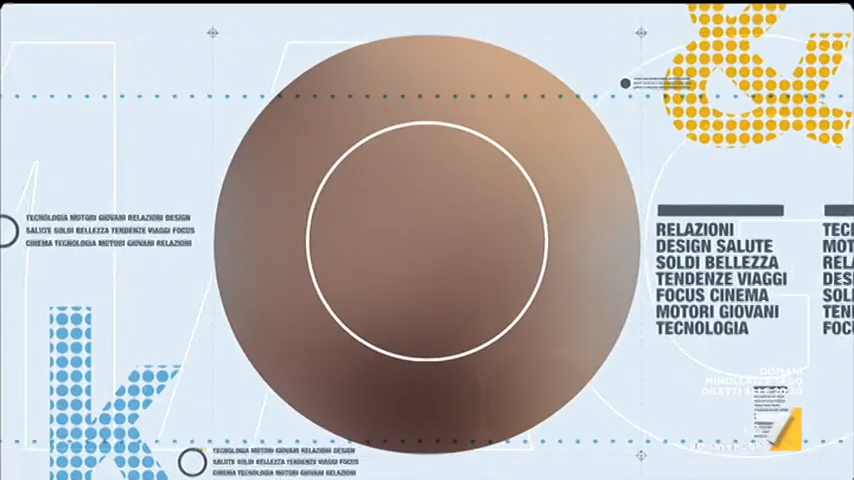 &
TECNOLOGIA MOTORI GIOVANI RELAZIONI DESIGN
SALUTE SOLDI BELLEZZA TENDENZE VIAGGI FOCUS
CINEMA TECNOLOGIA MOTORI GIOVANI RELAZIONI
RELAZIONI
DESIGN SALUTE
SOLDI BELLEZZA
TENDENZE VIAGGI
FOCUS CINEMA
MOTORI GIOVANI
TECNOLOGIA
TEC
MOT
REL
DES
SOL
TEN
FOC
k
DOMANI
7
TECNOLOGIA MOTORI GIOVANI RELAZIONI DESIGN
SALUTE SOLDI BELLEZZA TENDENZE VIAGGI FOCUS
CINEMA TECNOLOGIA MOTORI GIOVANI RELAZIONI